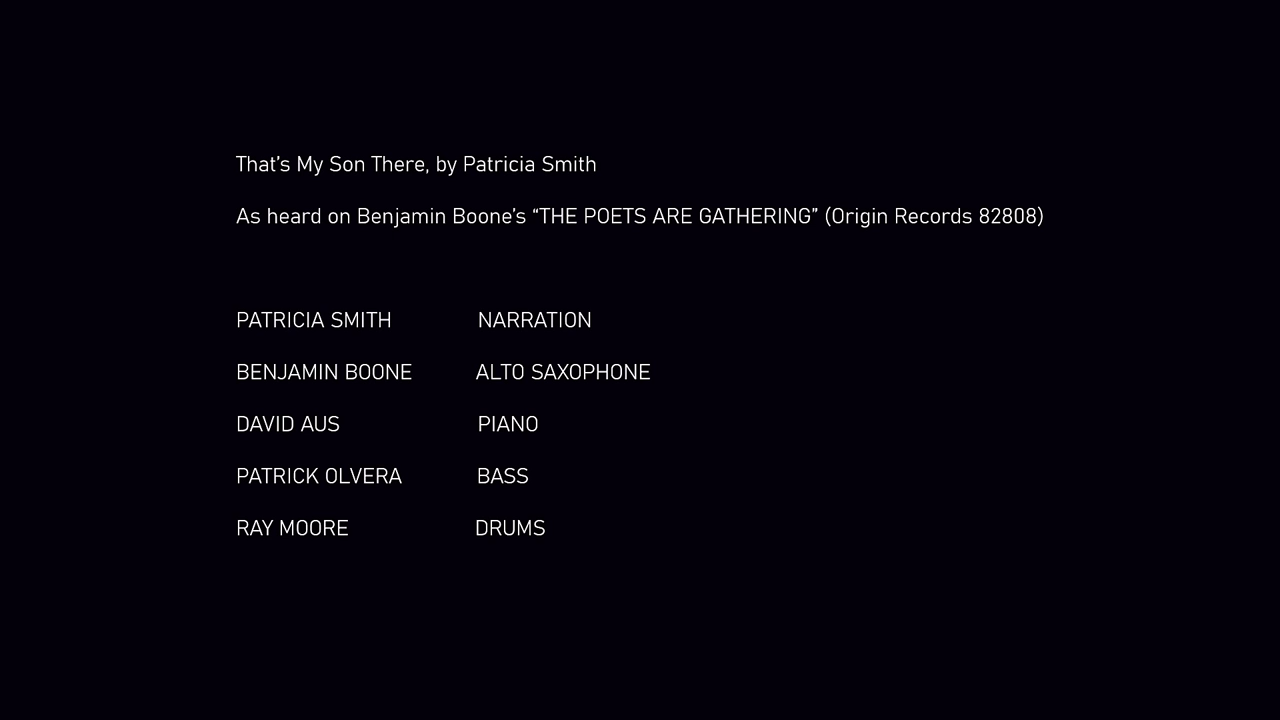 That’s My Son There, by Patricia Smith
As heard on Benjamin Boone’s “THE POETS ARE GATHERING” (Origin Records 82808)
PATRICIA SMITH NARRATION
BENJAMIN BOONE ALTO SAXOPHONE
DAVID AUS PIANO
PATRICK OLVERA BASS
RAY MOORE DRUMS